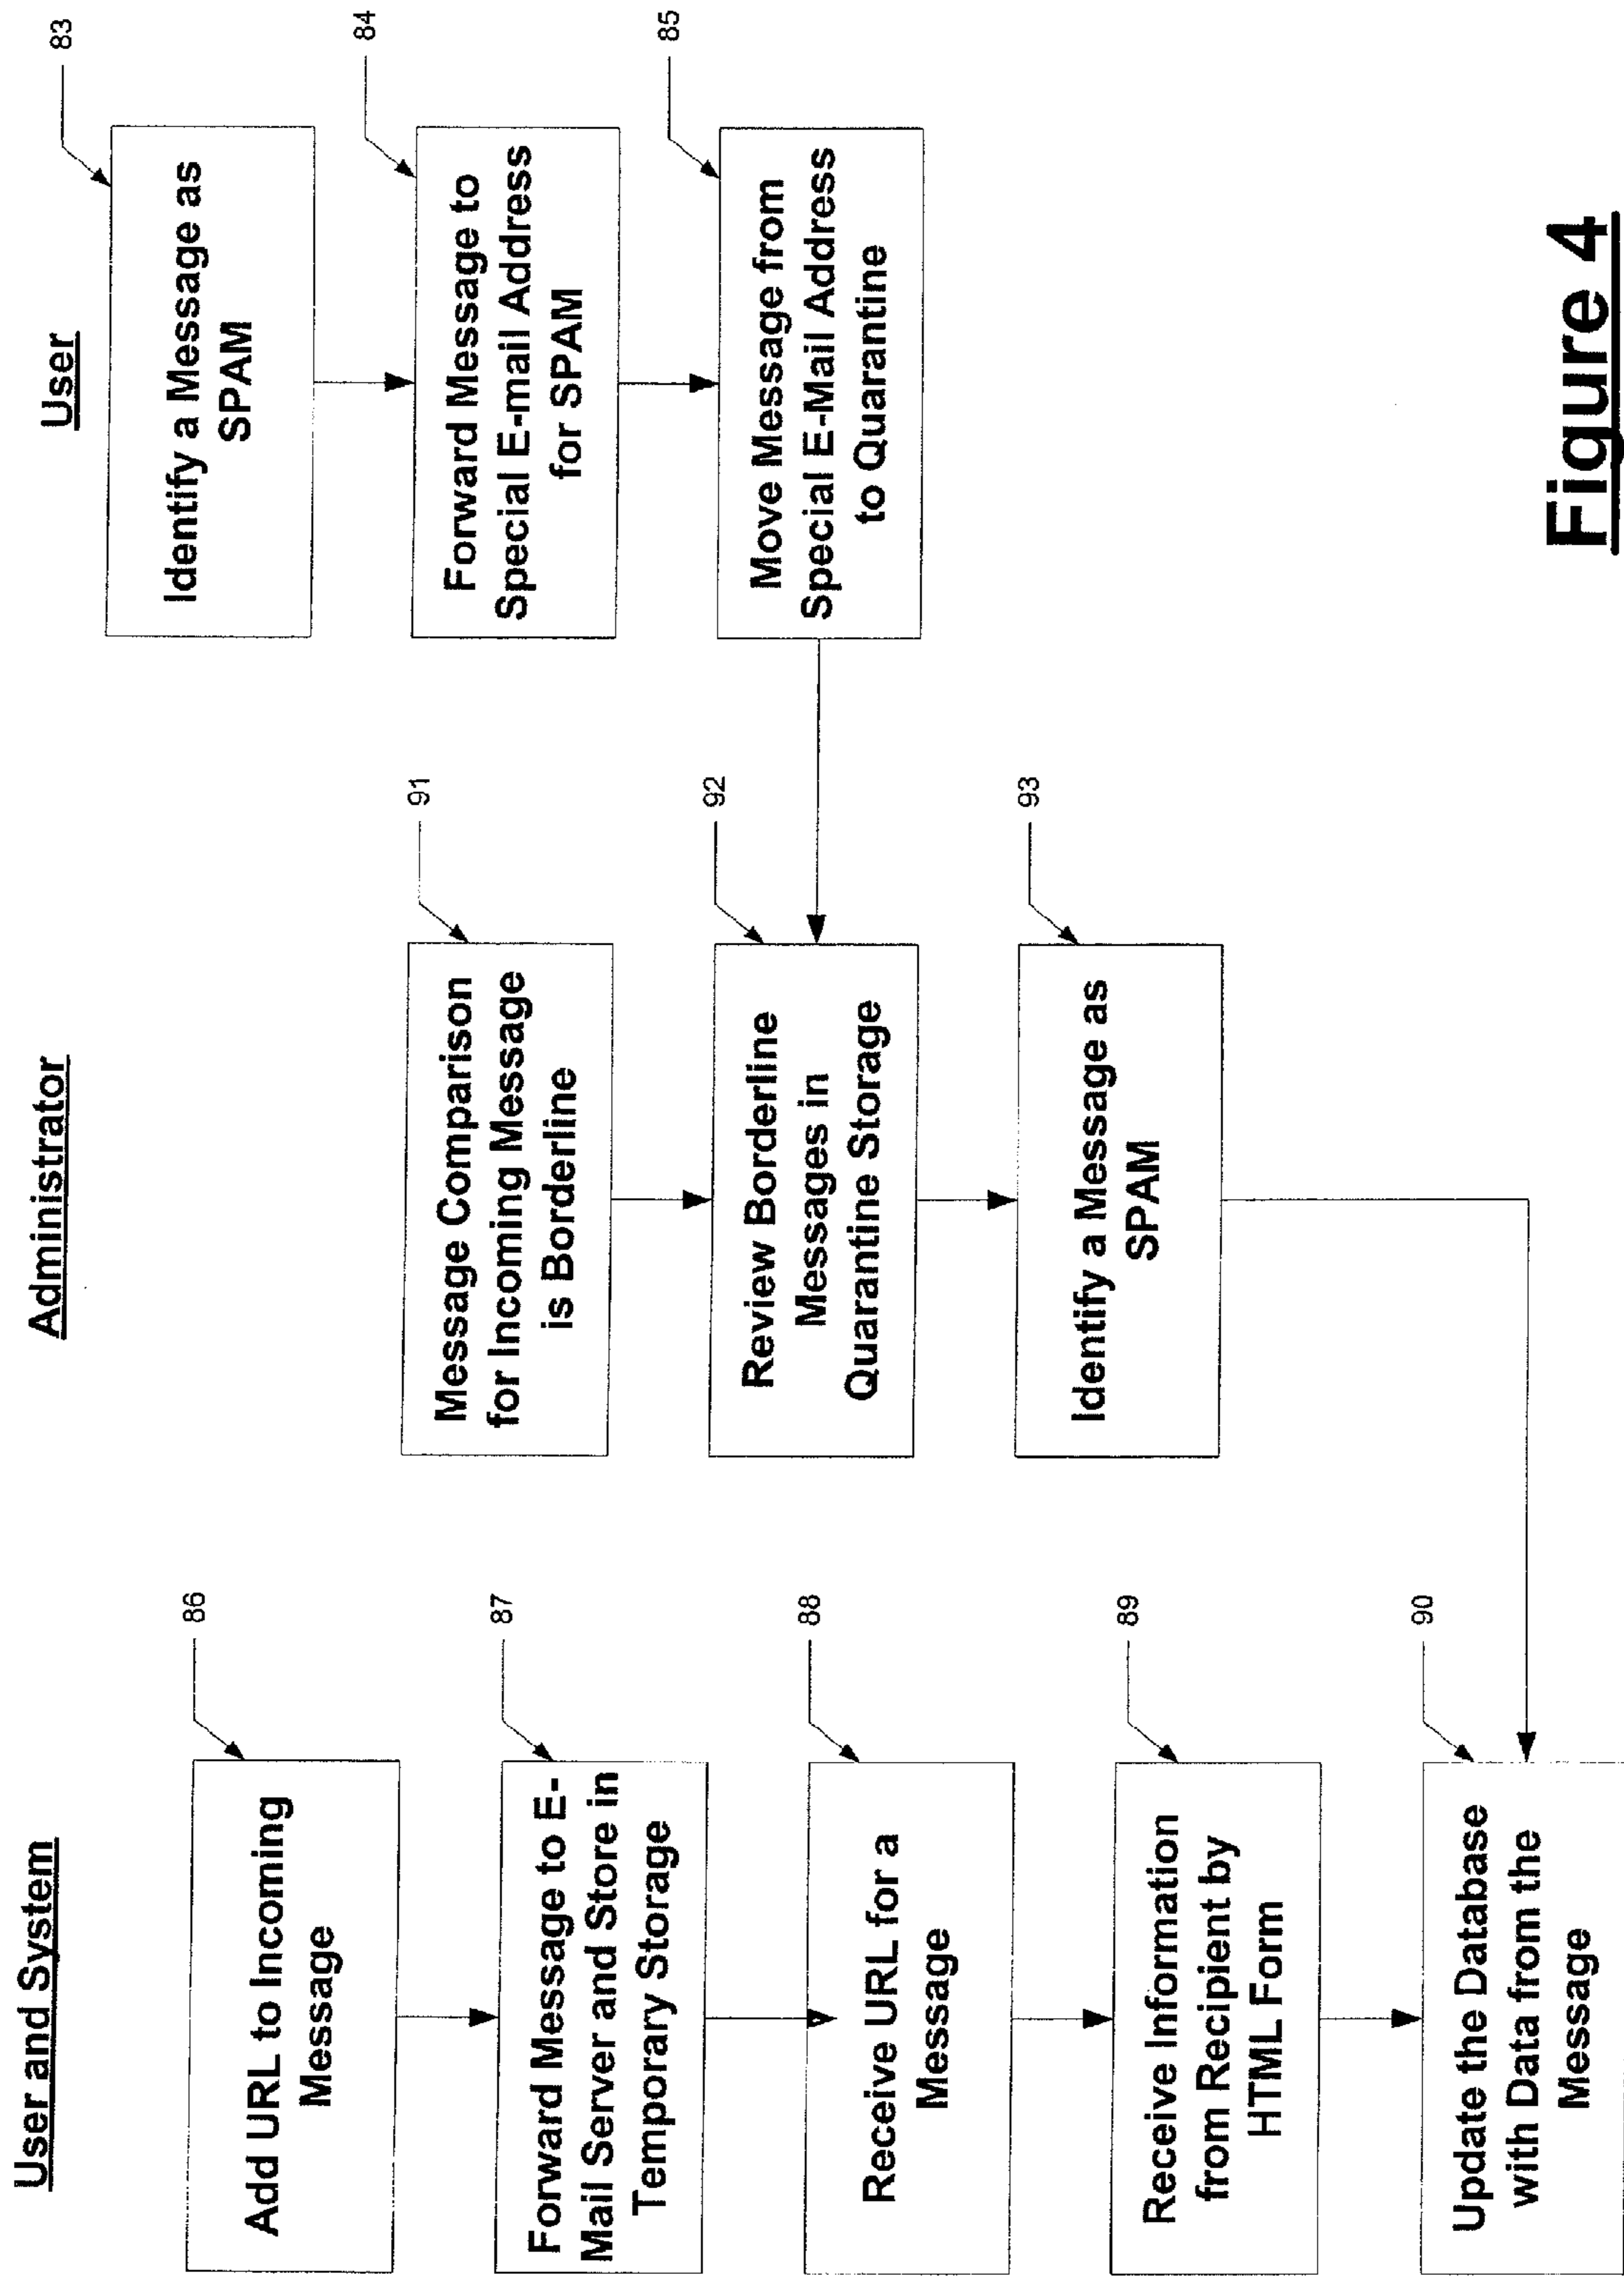 User and System
86
Add URL to Incoming
Message
87
Forward Message to E-
Mail Server and Store in
Temporary Storage
88
Receive URL for a
Message
89
Receive Information
from Recipient by
HTML Form
90
Update the Database
with Data from the
Message
Administrator
91
Message Comparison
for Incoming Message
is Borderline
92
Review Borderline
Messages in
Quarantine Storage
93
Identify a Message as
SPAM
User
83
Identify a Message as
SPAM
84
Forward Message to
Special E-mail Address
for SPAM
85
Move Message from
Special E-Mail Address
to Quarantine
Figure 4